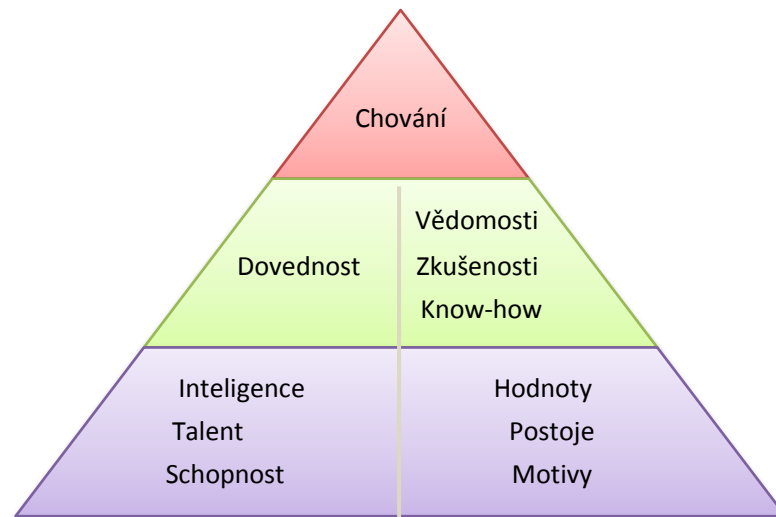 Chování
Dovednost
Vědomosti
Zkušenosti
Know-how
Inteligence
Talent
Schopnost
Hodnoty
Postoje
Motivy